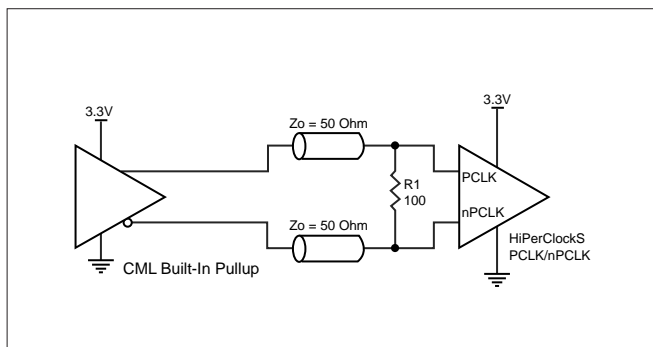 3.3V
3.3V
Zo = 50 Ohm
R1
100
PCLK
nPCLK
Zo = 50 Ohm
HiPerClockS
PCLK/nPCLK
CML Built-In Pullup